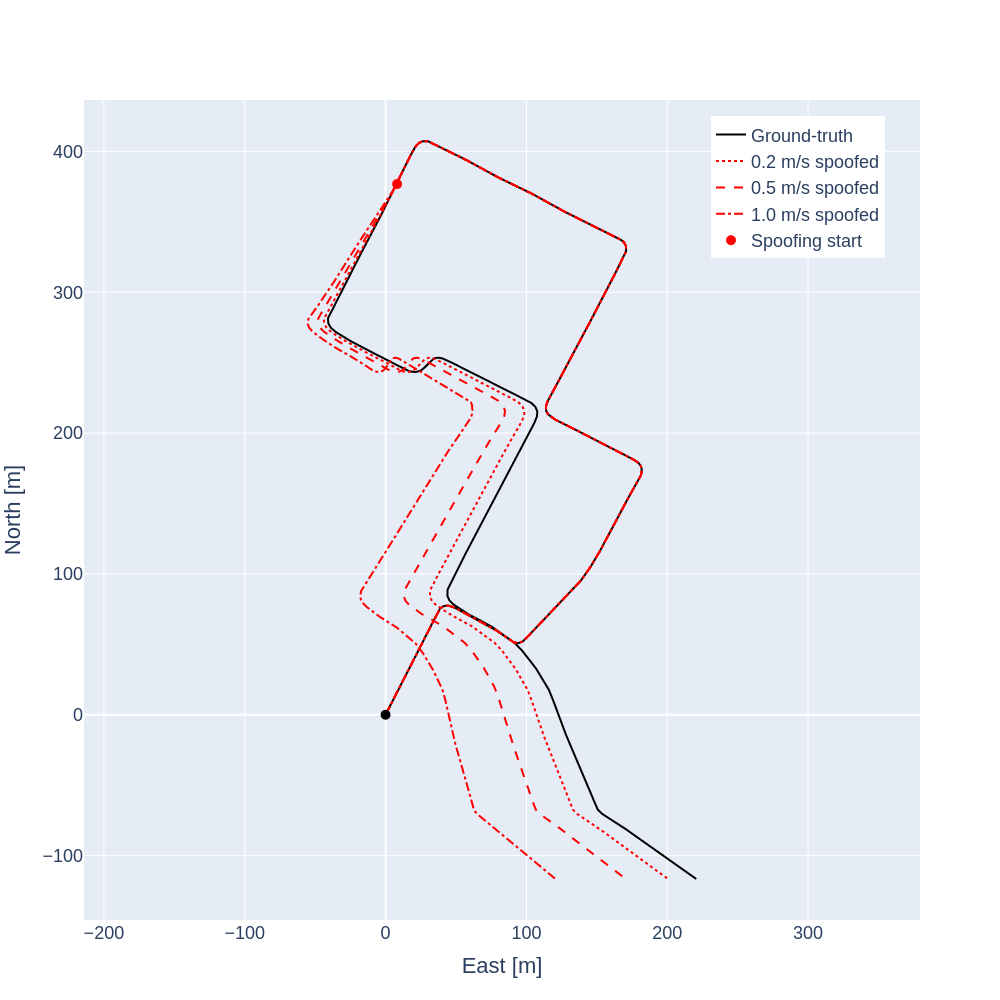 Ground-truth
0.2 m/s spoofed
0.5 m/s spoofed
1.0 m/s spoofed
Spoofing start
400
300
200
100
0
−100
North [m]
−200
−100
0
100
200
300
East [m]